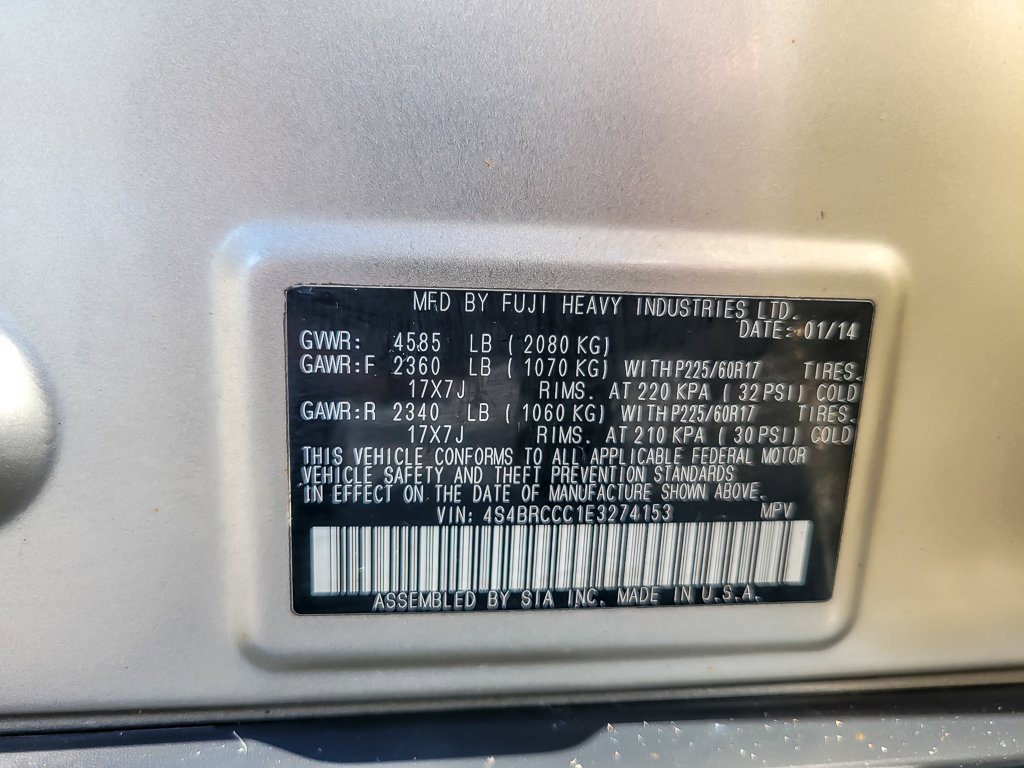 MFD BY FUJI HEAVY INDUSTRIES LTD.
DATE: 01/14
GVWR: 4585 LB ( 2080 KG)
GAWR:F 2360 LB ( 1070 KG) WITH P225/60R17 TIRES.
17X7J RIMS. AT 220 KPA ( 32 PSI) COLD
GAWR:R 2340 LB ( 1060 KG) WITH P225/60R17 TIRES.
17X7J RIMS. AT 210 KPA ( 30 PSI) COLD
THIS VEHICLE CONFORMS TO ALL APPLICABLE FEDERAL MOTOR
VEHICLE SAFETY AND THEFT PREVENTION STANDARDS
IN EFFECT ON THE DATE OF MANUFACTURE SHOWN ABOVE.
VIN: 4S4BRCCC1E3274153 MPV
ASSEMBLED BY SIA INC. MADE IN U.S.A.